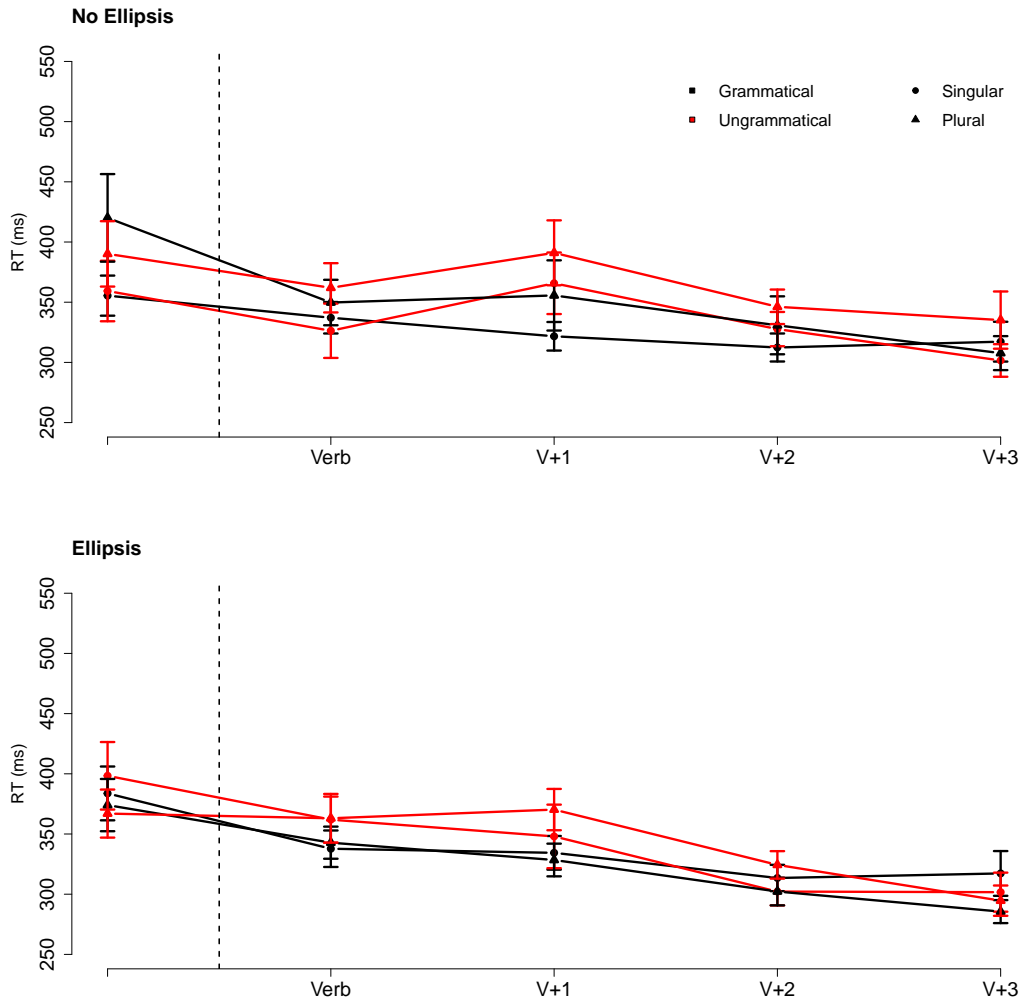 No Ellipsis
550
500
450
400
350
300
250
RT (ms)
Grammatical
Singular
Ungrammatical
Plural
Verb V+1 V+2 V+3
Ellipsis
550
500
450
400
350
300
250
RT (ms)
Verb V+1 V+2 V+3